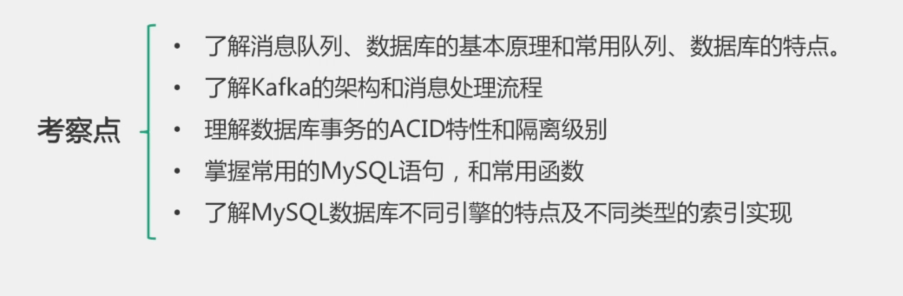 考察点
• 了解消息队列、数据库的基本原理和常用队列、数据库的特点。
• 了解Kafka的架构和消息处理流程
• 理解数据库事务的ACID特性和隔离级别
• 掌握常用的MySQL语句，和常用函数
• 了解MySQL数据库不同引擎的特点及不同类型的索引实现